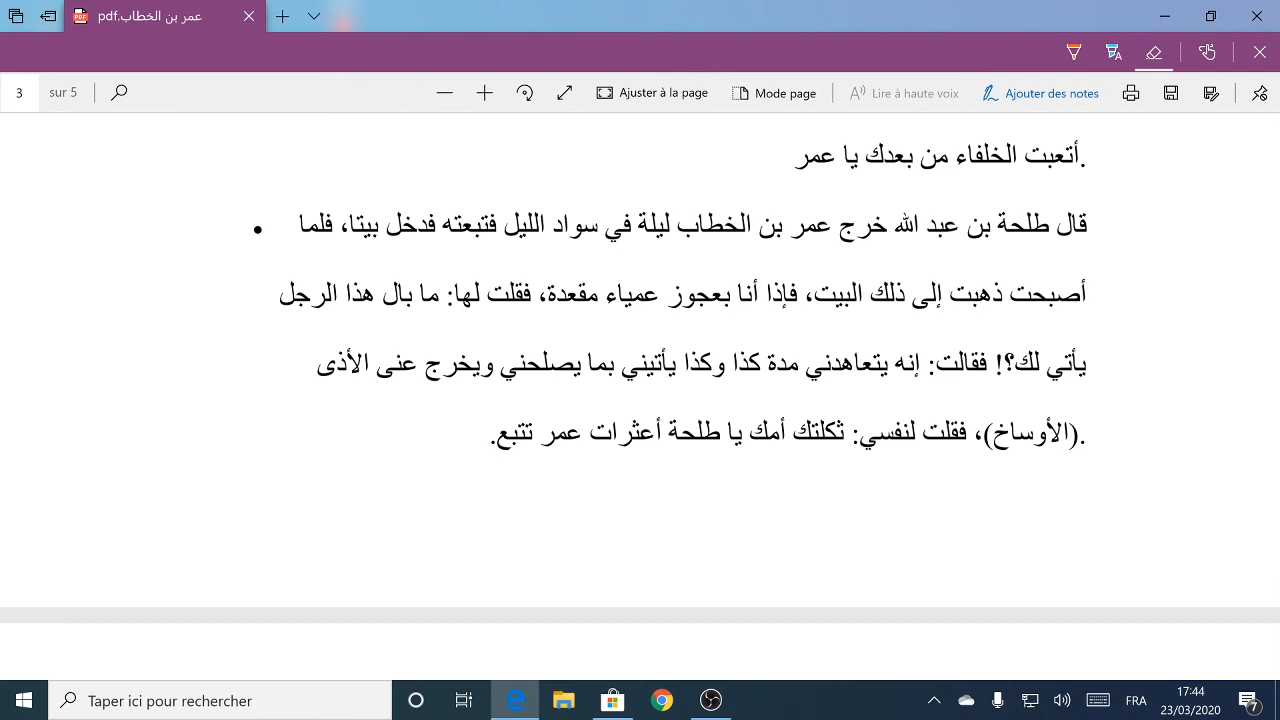 عمر بن الخطاب.pdf
3 sur 5
Ajuster à la page
Mode page
Lire à haute voix
Ajouter des notes
.أتعبت الخلفاء من بعدك يا عمر
قال طلحة بن عبد الله خرج عمر بن الخطاب ليلة في سواد الليل فتبعته فدخل بيتا، فلما •
أصبحت ذهبت إلى ذلك البيت، فإذا أنا بعجوز عمياء مقعدة، فقلت لها: ما بال هذا الرجل
يأتي لك؟! فقالت: إنه يتعاهدني مدة كذا وكذا يأتيني بما يصلحني ويخرج عنى الأذى
.(الأوساخ)، فقلت لنفسي: ثكلتك أمك يا طلحة أعثرات عمر تتبع.
Taper ici pour rechercher
FRA
17:44
23/03/2020
7